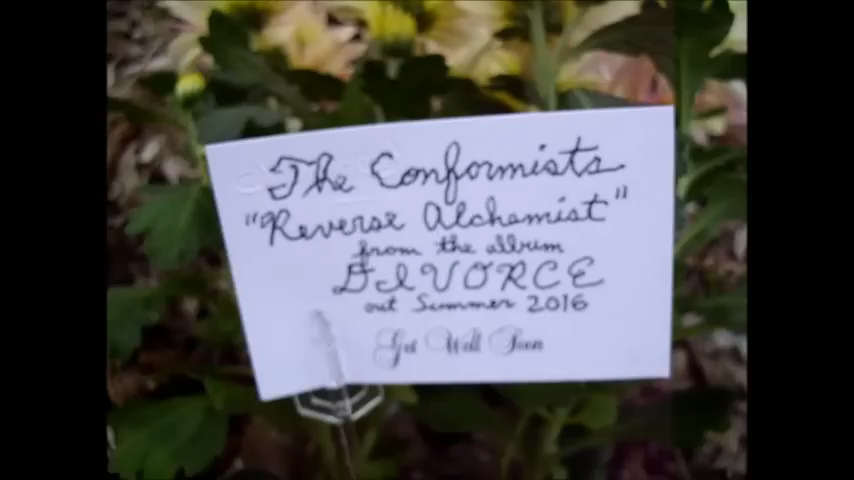 The Conformists
"Reverse Alchemist"
from the album
DIVORCE
out Summer 2016
Get Well Soon